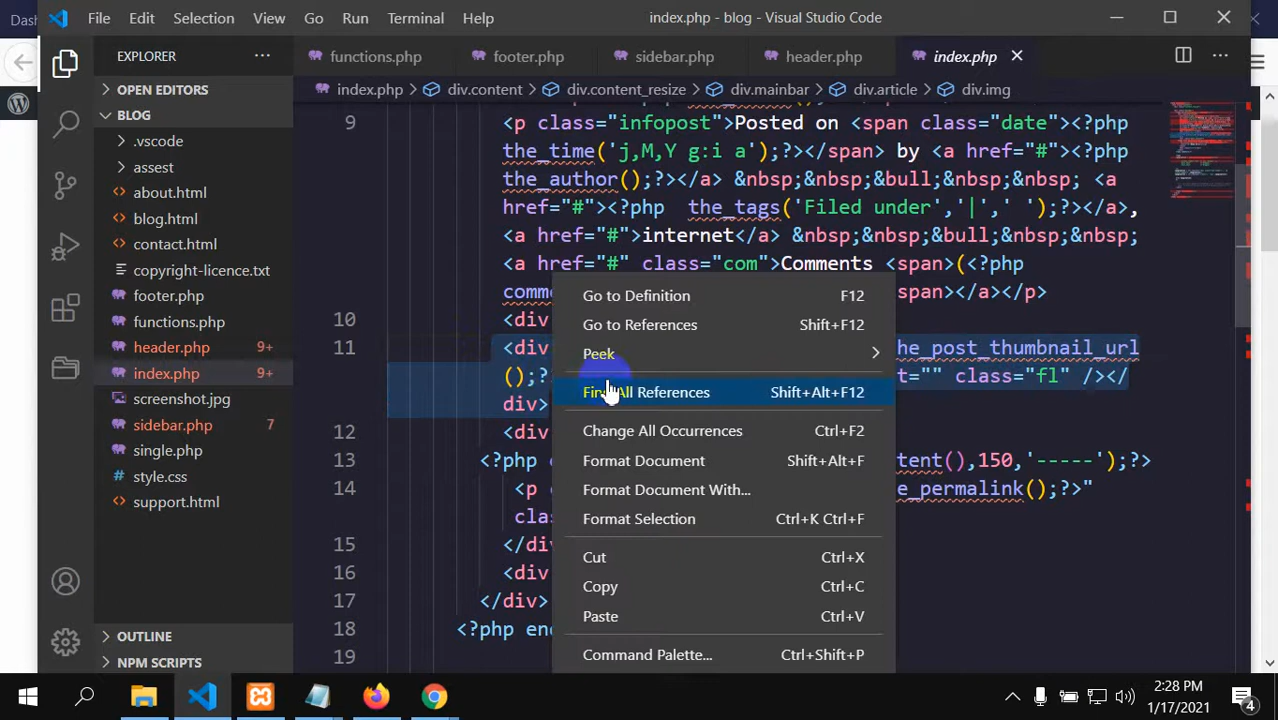 Das
File Edit Selection View Go Run Terminal Help
index.php - blog - Visual Studio Code
EXPLORER
functions.php footer.php sidebar.php header.php index.php
OPEN EDITORS
index.php > div.content > div.content_resize > div.mainbar > div.article > div.img
BLOG
.vscode
assest
about.html
blog.html
contact.html
copyright-licence.txt
footer.php
functions.php
header.php 9+
index.php 9+
screenshot.jpg
sidebar.php 7
single.php
style.css
support.html
OUTLINE
NPM SCRIPTS
9 <p class="infopost">Posted on <span class="date"><?php
the_time('j,M,Y g:i a');?></span> by <a href="#"><?php
the_author();?></a> &nbsp;&nbsp;&bull;&nbsp;&nbsp; <a
href="#"><?php the_tags('Filed under','|',' ');?></a>,
<a href="#">internet</a> &nbsp;&nbsp;&bull;&nbsp;&nbsp;
<a href="#" class="com">Comments <span>(<?php
comme span></a></p>
10 <div
11 <div he_post_thumbnail_url
();? t="" class="fl" /></
div>
12 <div
13 <?php tent(),150,'-----');?>
14 <p e_permalink();?>"
clas
15 </div>
16 <div
17 </div>
18 <?php en
19
Go to Definition F12
Go to References Shift+F12
Peek
Find All References Shift+Alt+F12
Change All Occurrences Ctrl+F2
Format Document Shift+Alt+F
Format Document With...
Format Selection Ctrl+K Ctrl+F
Cut Ctrl+X
Copy Ctrl+C
Paste Ctrl+V
Command Palette... Ctrl+Shift+P
2:28 PM
1/17/2021
4